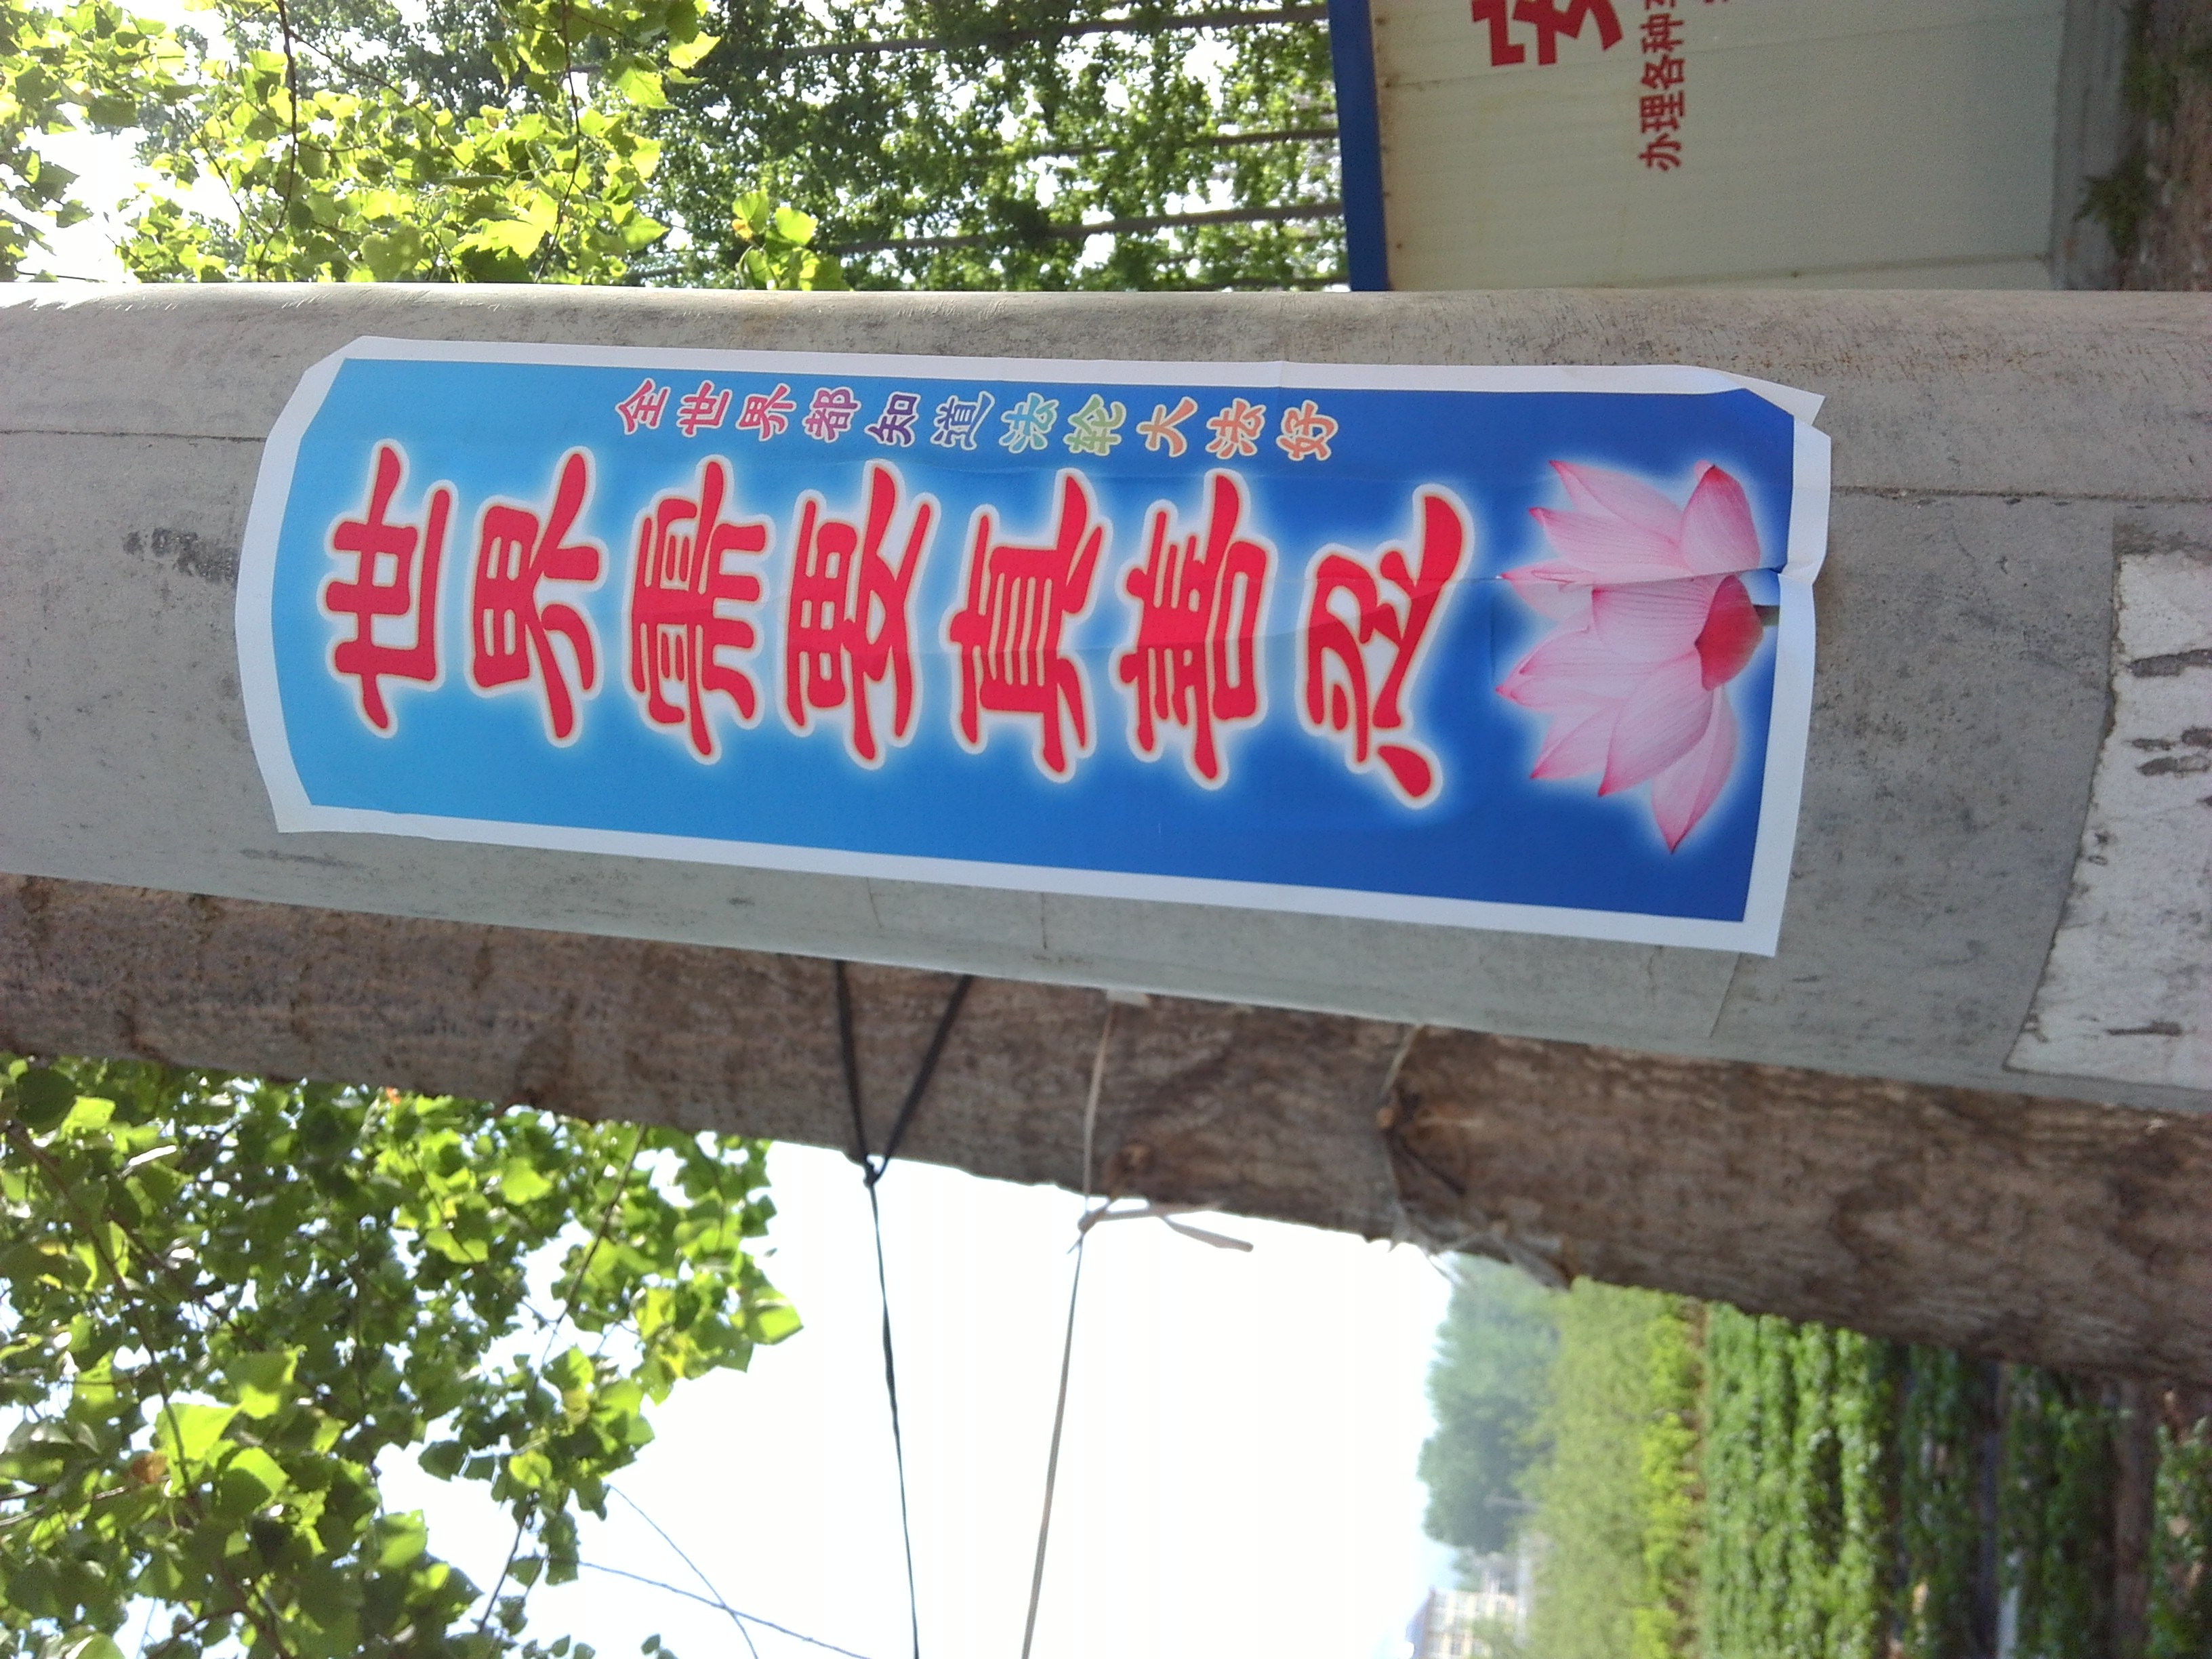 世界需要真善忍
全世界都知道法轮大法好
安
办理各种